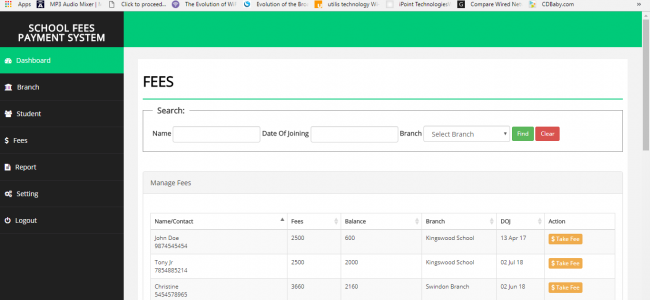 Apps MP3 Audio Mixer | M Click to proceed... The Evolution of Wi Evolution of the Bro utilis technology W iPoint Technologies Compare Wired Net CDBaby.com
SCHOOL FEES
PAYMENT SYSTEM
Dashboard
Branch
Student
$ Fees
Report
Setting
Logout
FEES
Search:
Name Date Of Joining Branch Select Branch Find Clear
Manage Fees
Name/Contact Fees Balance Branch DOJ Action
John Doe 2500 600 Kingswood School 13 Apr 17 $ Take Fee
9874545454
Tony Jr 2500 2000 Kingswood School 02 Jul 18 $ Take Fee
7854885214
Christine 3660 2160 Swindon Branch 02 Jun 18 $ Take Fee
5454578965